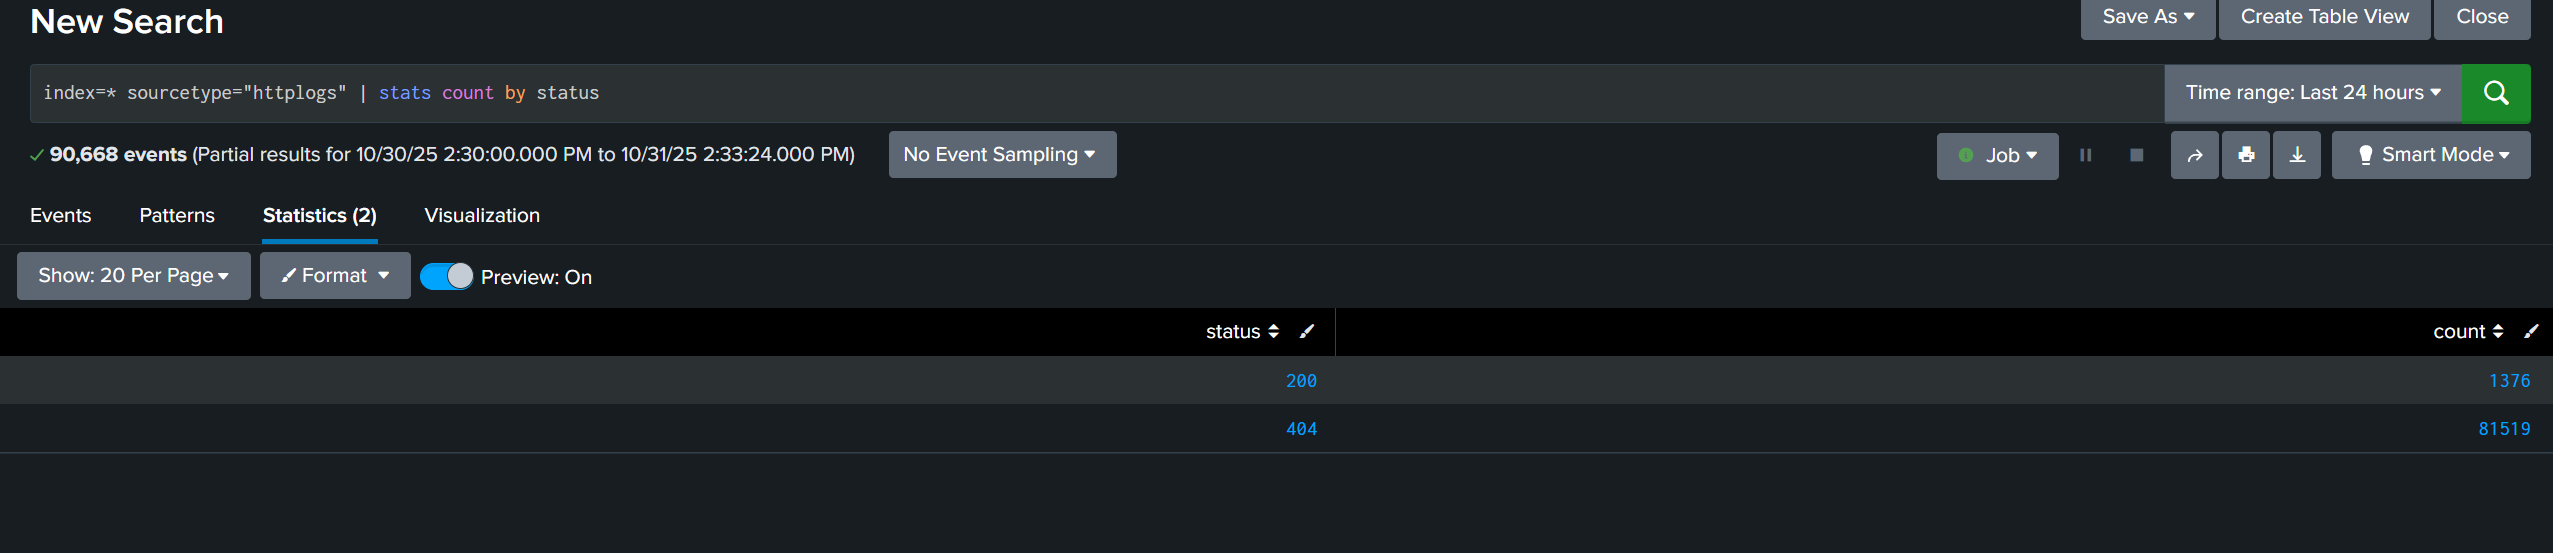 New Search
Save As
Create Table View
Close
index=* sourcetype="httplogs" | stats count by status
Time range: Last 24 hours
90,668 events (Partial results for 10/30/25 2:30:00.000 PM to 10/31/25 2:33:24.000 PM)
No Event Sampling
Job
Smart Mode
Events
Patterns
Statistics (2)
Visualization
Show: 20 Per Page
Format
Preview: On
status
count
200
1376
404
81519